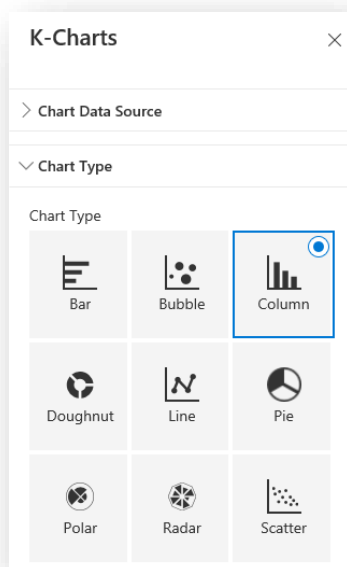 K-Charts
Chart Data Source
Chart Type
Chart Type
Bar
Bubble
Column
Doughnut
Line
Pie
Polar
Radar
Scatter